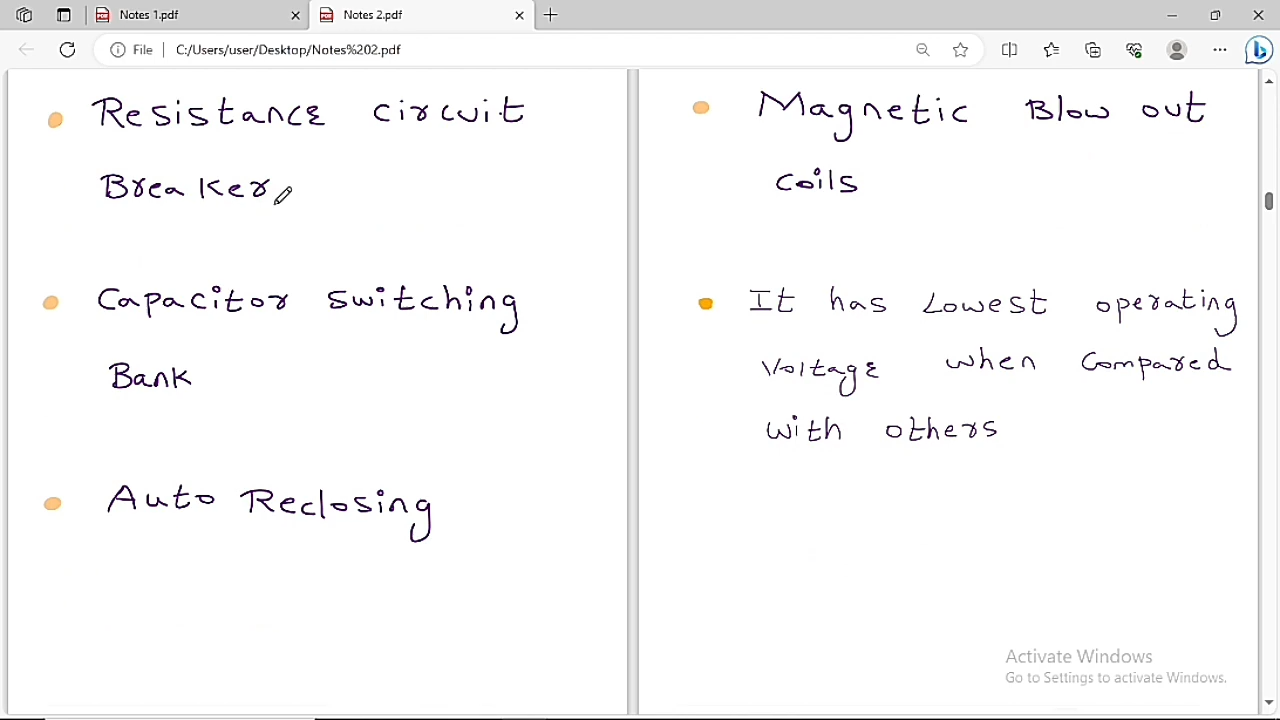 Notes 1.pdf
Notes 2.pdf
File
C:/Users/user/Desktop/Notes%202.pdf
Resistance circuit
Breaker
Capacitor switching
Bank
Auto Reclosing
Magnetic Blow out
coils
It has Lowest operating
Voltage when compared
with others
Activate Windows
Go to Settings to activate Windows.